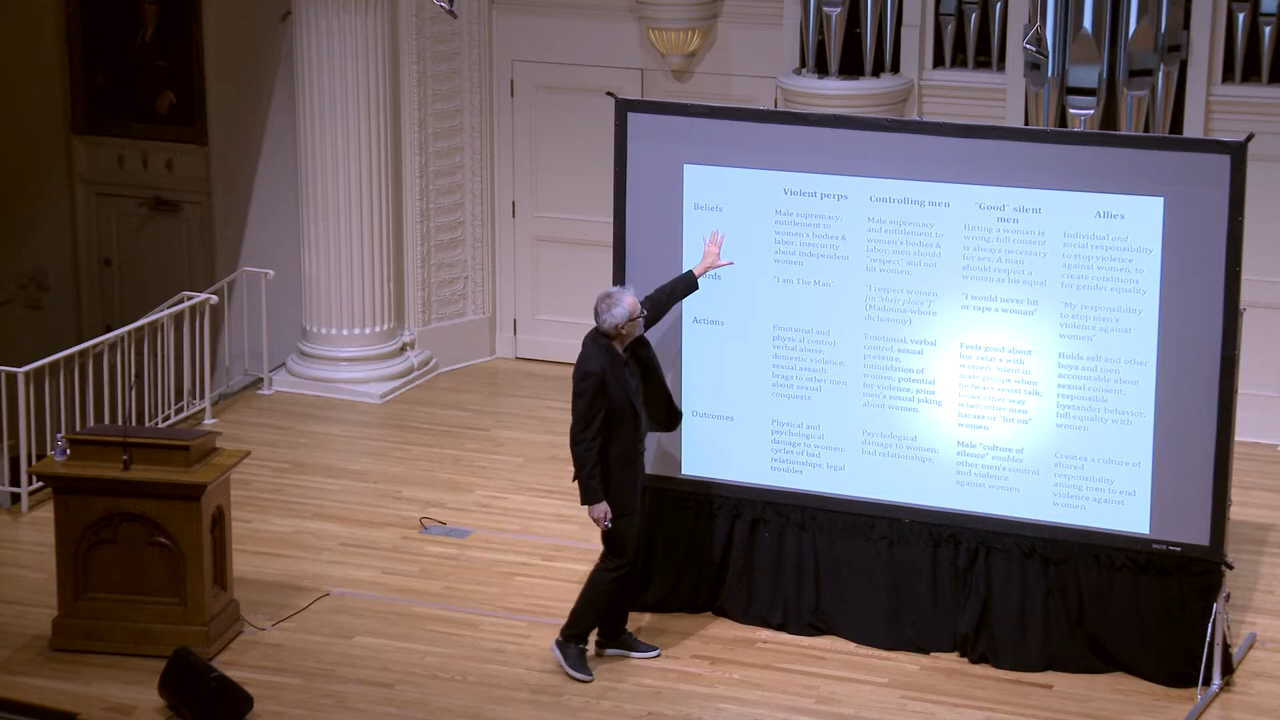 Violent perps
Controlling men
"Good" silent
men
Allies
Beliefs
Male supremacy;
entitlement to
women's bodies &
labor; insecurity
about independent
women
Male supremacy
and entitlement to
women's bodies &
labor; men should
"respect" and not
hit women;
Hitting a woman is
wrong; full consent
is always necessary
for sex; A man
should respect a
woman as his equal
Individual and
social responsibility
to stop violence
against women, to
create conditions
for gender equality
"I am The Man"
"I respect women
[in "their place"]"
(Madonna-whore
dichotomy)
"I would never hit
or rape a woman"
"My responsibility
to stop men's
violence against
women"
Actions
Emotional and
physical control;
verbal abuse;
domestic violence,
sexual assault,
brags to other men
about sexual
conquests
Emotional, verbal
control, sexual
pressure,
intimidation of
women; potential
for violence; joins
men's sexual joking
about women.
Feels good about
his with
women. Silent in
male groups when
he hears sexist talk;
looks other way
when other men
harass or "hit on"
women
Holds self and other
boys and men
accountable about
sexual consent;
responsible
bystander behavior,
full equality with
women
Outcomes
Physical and
psychological
damage to women;
cycles of bad
relationships; legal
troubles
Psychological
damage to women;
bad relationships;
Male "culture of
silence" enables
other men's control
and violence
against women
Creates a culture of
shared
responsibility
among men to end
violence against
women